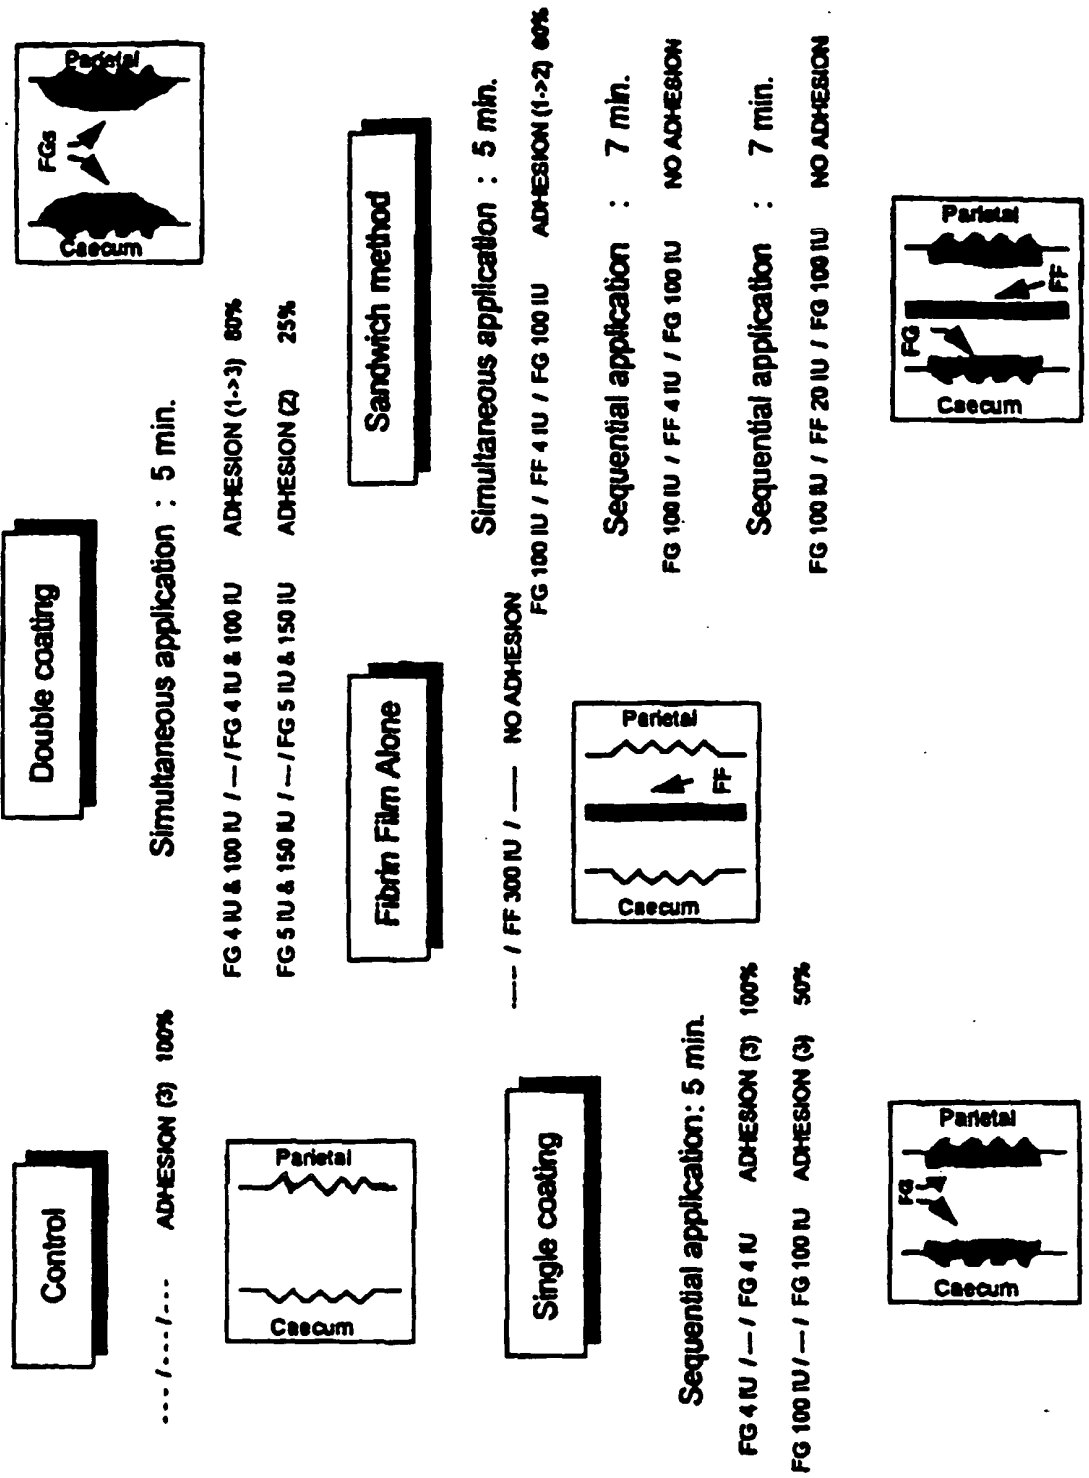 Control
--- /---/---   ADHESION (3) 100%
Parietal
Caecum
Single coating
Sequential application: 5 min.
FG 4 IU / — / FG 4 IU   ADHESION (3) 100%
FG 100 IU / — / FG 100 IU   ADHESION (3) 50%
Parietal
FG
Caecum
Double coating
Simultaneous application : 5 min.
FG 4 IU & 100 IU / — / FG 4 IU & 100 IU   ADHESION (1->3) 80%
FG 5 IU & 150 IU / — / FG 5 IU & 150 IU   ADHESION (2) 25%
Parietal
FGs
Caecum
Fibrin Film Alone
---- / FF 300 IU / ---- NO ADHESION
Parietal
FF
Caecum
Sandwich method
Simultaneous application : 5 min.
FG 100 IU / FF 4 IU / FG 100 IU   ADHESION (1->2) 60%
Sequential application : 7 min.
FG 100 IU / FF 4 IU / FG 100 IU   NO ADHESION
Sequential application : 7 min.
FG 100 IU / FF 20 IU / FG 100 IU   NO ADHESION
Parietal
FG
FF
Caecum